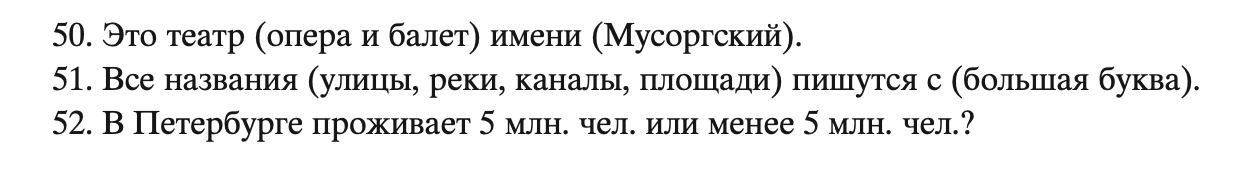 50. Это театр (опера и балет) имени (Мусоргский).
51. Все названия (улицы, реки, каналы, площади) пишутся с (большая буква).
52. В Петербурге проживает 5 млн. чел. или менее 5 млн. чел.?